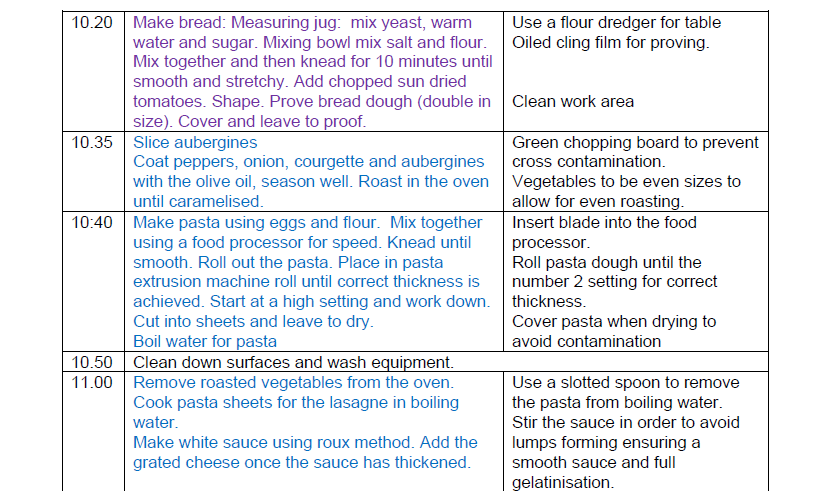 10.20 Make bread: Measuring jug:  mix yeast, warm Use a flour dredger for table
water and sugar. Mixing bowl mix salt and flour. Oiled cling film for proving.
Mix together and then knead for 10 minutes until
smooth and stretchy. Add chopped sun dried
tomatoes. Shape. Prove bread dough (double in Clean work area
size). Cover and leave to proof.
10.35 Slice aubergines Green chopping board to prevent
Coat peppers, onion, courgette and aubergines cross contamination.
with the olive oil, season well. Roast in the oven Vegetables to be even sizes to
until caramelised. allow for even roasting.
10:40 Make pasta using eggs and flour.  Mix together Insert blade into the food
using a food processor for speed. Knead until processor.
smooth. Roll out the pasta. Place in pasta Roll pasta dough until the
extrusion machine roll until correct thickness is number 2 setting for correct
achieved. Start at a high setting and work down. thickness.
Cut into sheets and leave to dry. Cover pasta when drying to
Boil water for pasta avoid contamination
10.50 Clean down surfaces and wash equipment.
11.00 Remove roasted vegetables from the oven. Use a slotted spoon to remove
Cook pasta sheets for the lasagne in boiling the pasta from boiling water.
water. Stir the sauce in order to avoid
Make white sauce using roux method. Add the lumps forming ensuring a
grated cheese once the sauce has thickened. smooth sauce and full
gelatinisation.